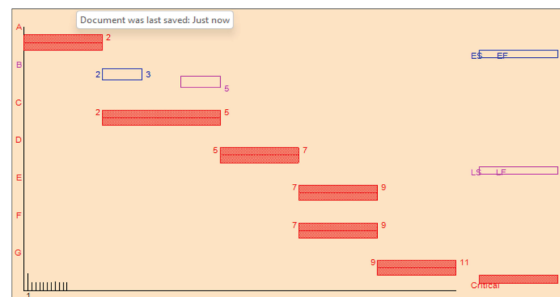 Document was last saved: Just now
A
2
B
2 3
5
C
2 5
D
5 7
E
7 9
F
7 9
G
9 11
1
ES EF
LS LF
Critical